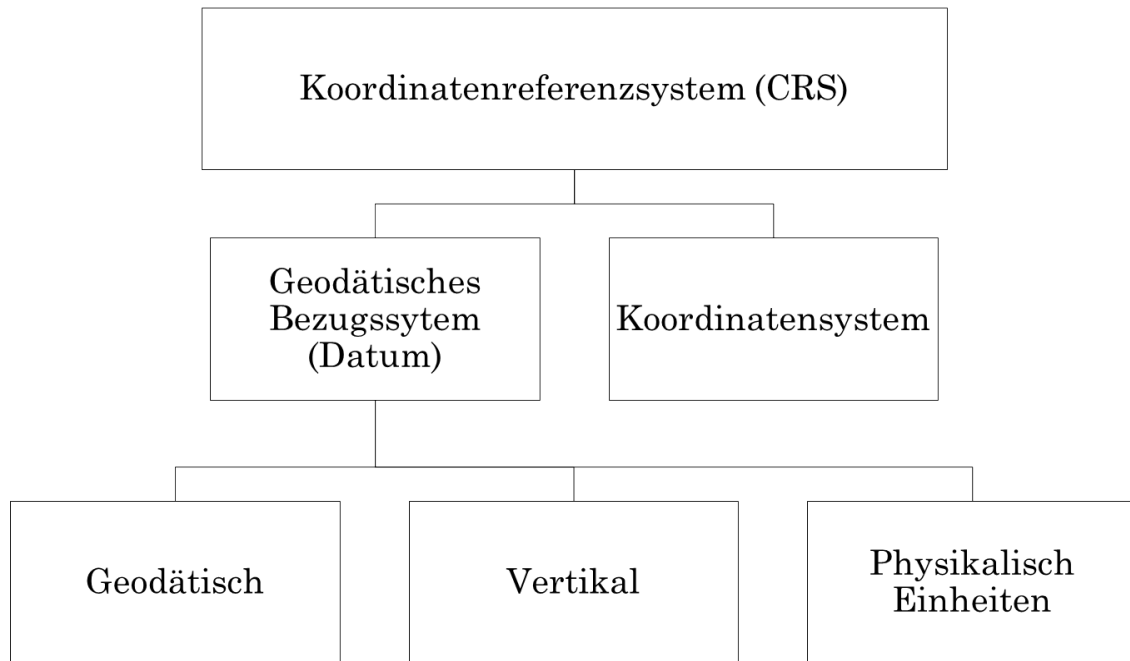 Koordinatenreferenzsystem (CRS)
Geodätisches
Bezugssytem
(Datum)
Koordinatensystem
Geodätisch
Vertikal
Physikalisch
Einheiten